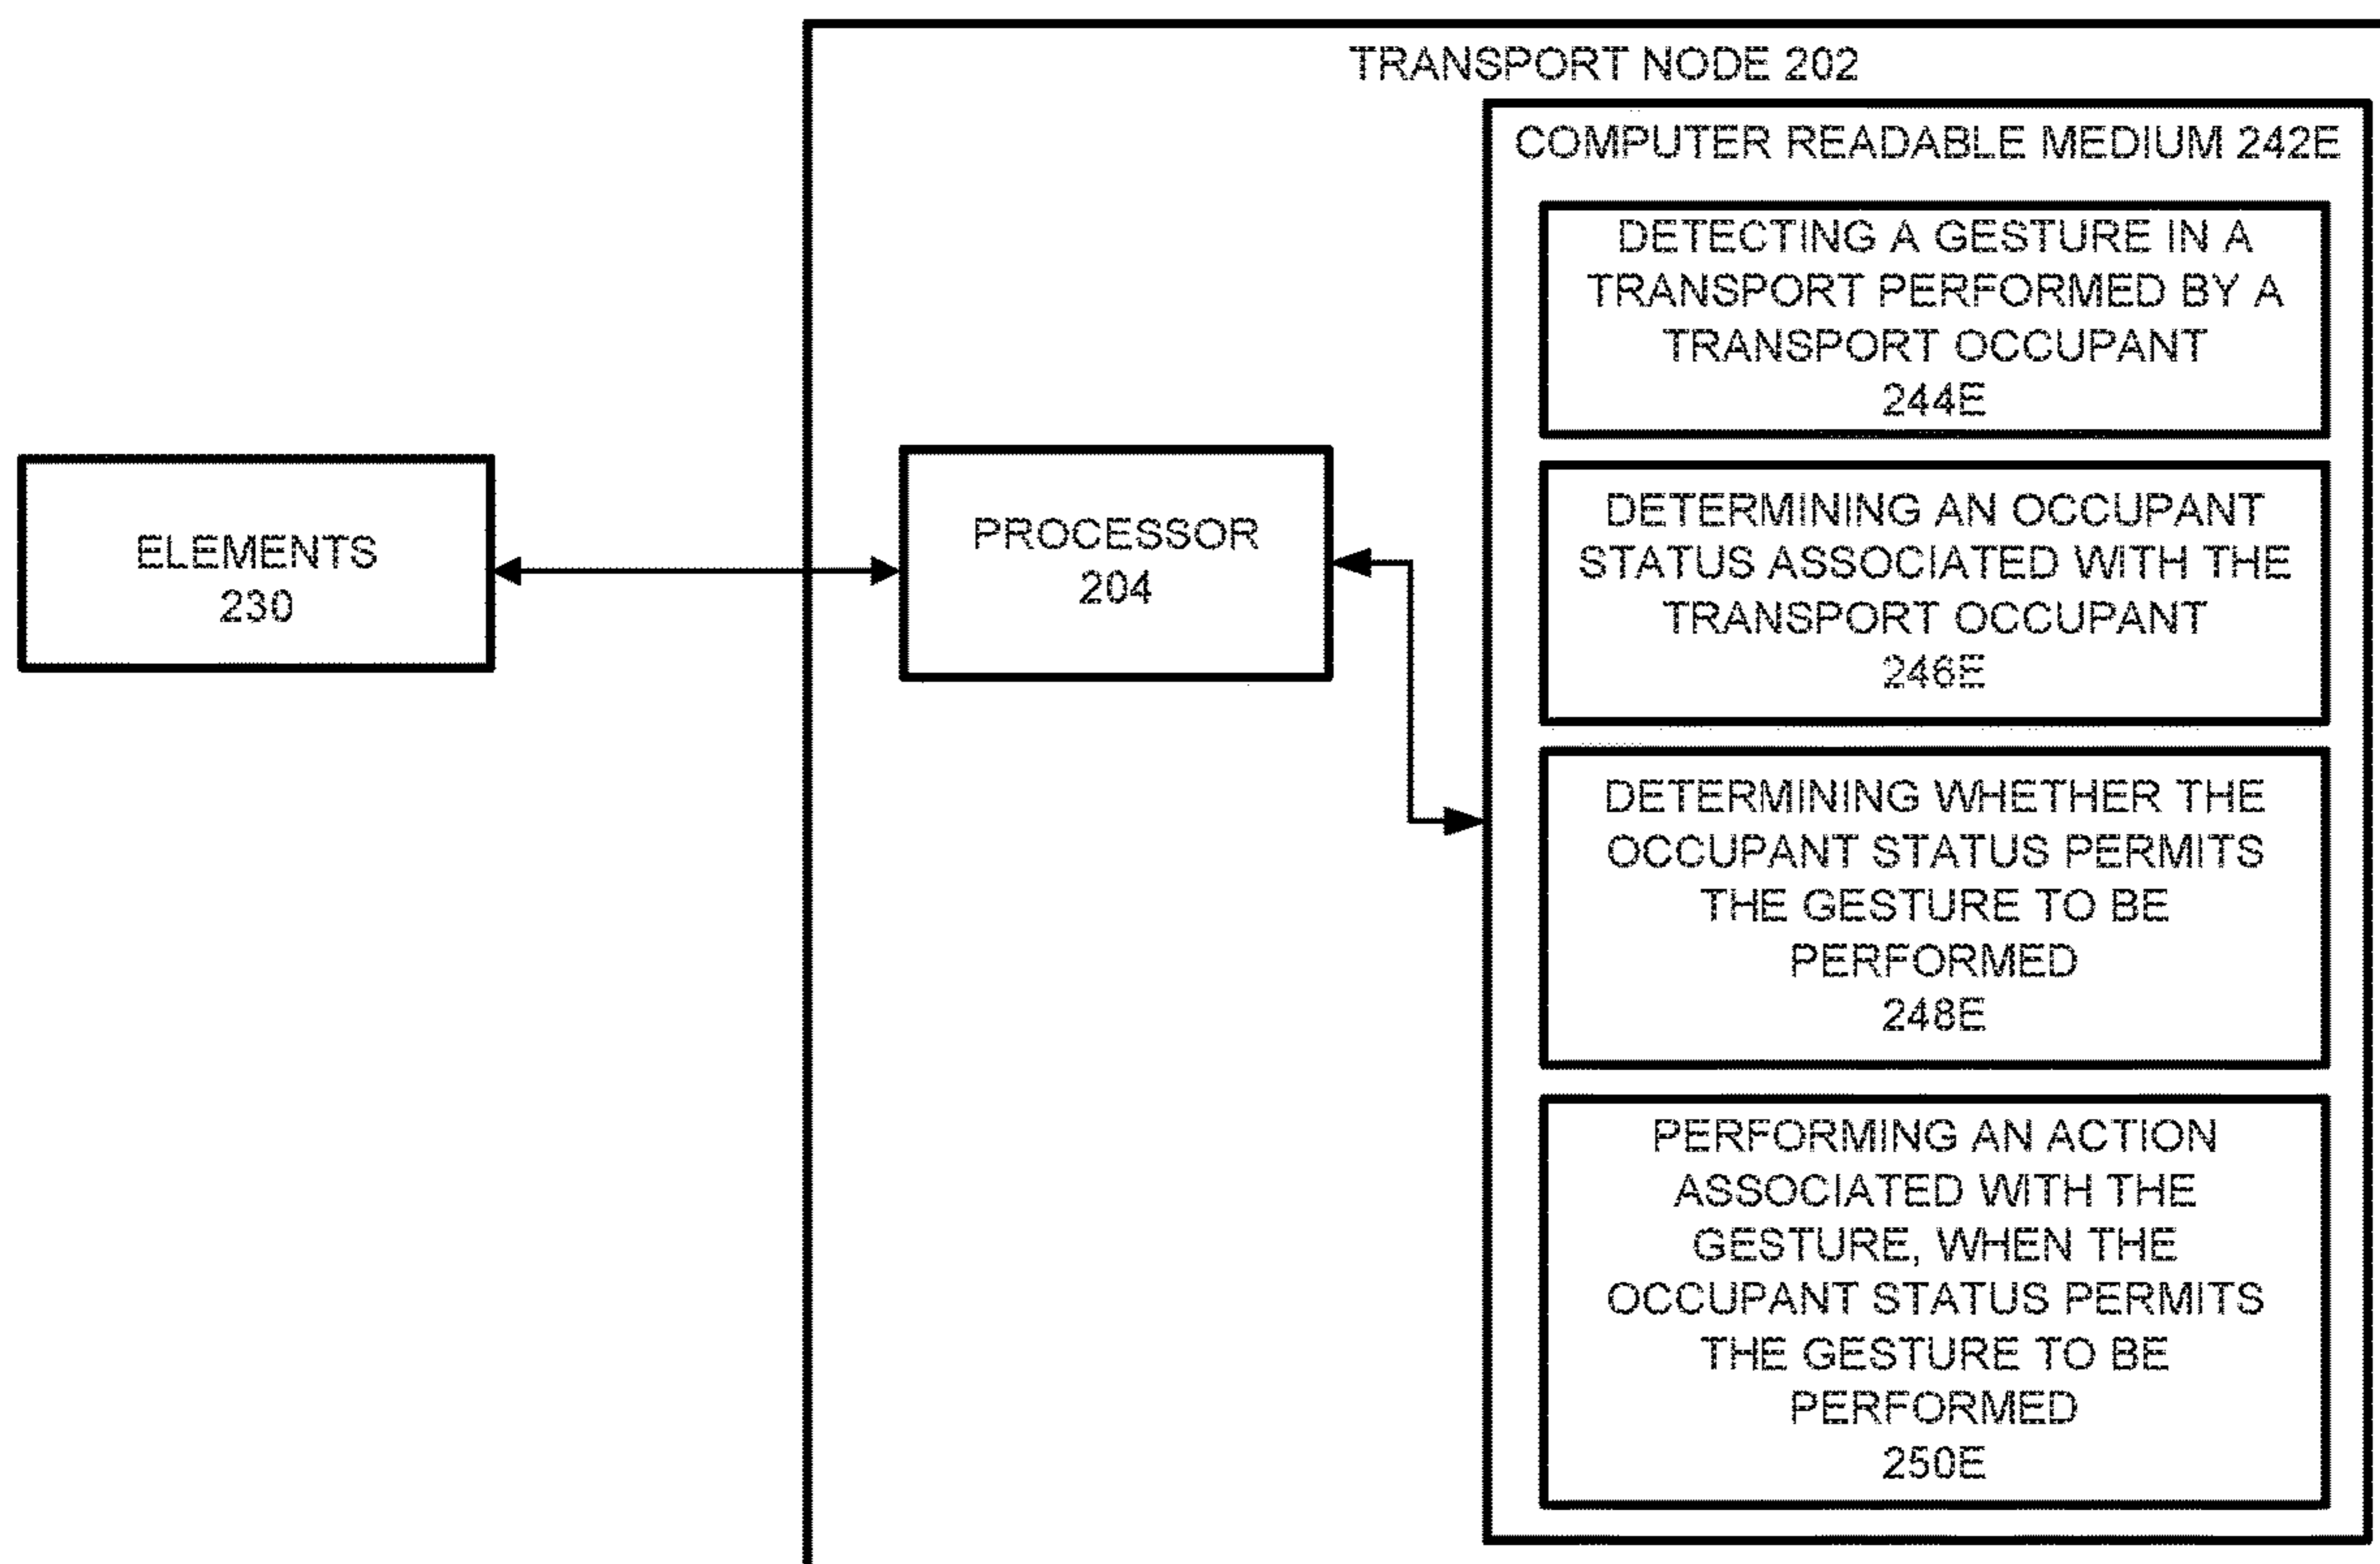 TRANSPORT NODE 202
COMPUTER READABLE MEDIUM 242E
DETECTING A GESTURE IN A
TRANSPORT PERFORMED BY A
TRANSPORT OCCUPANT
244E
ELEMENTS
230
PROCESSOR
204
DETERMINING AN OCCUPANT
STATUS ASSOCIATED WITH THE
TRANSPORT OCCUPANT
246E
DETERMINING WHETHER THE
OCCUPANT STATUS PERMITS
THE GESTURE TO BE
PERFORMED
248E
PERFORMING AN ACTION
ASSOCIATED WITH THE
GESTURE, WHEN THE
OCCUPANT STATUS PERMITS
THE GESTURE TO BE
PERFORMED
250E